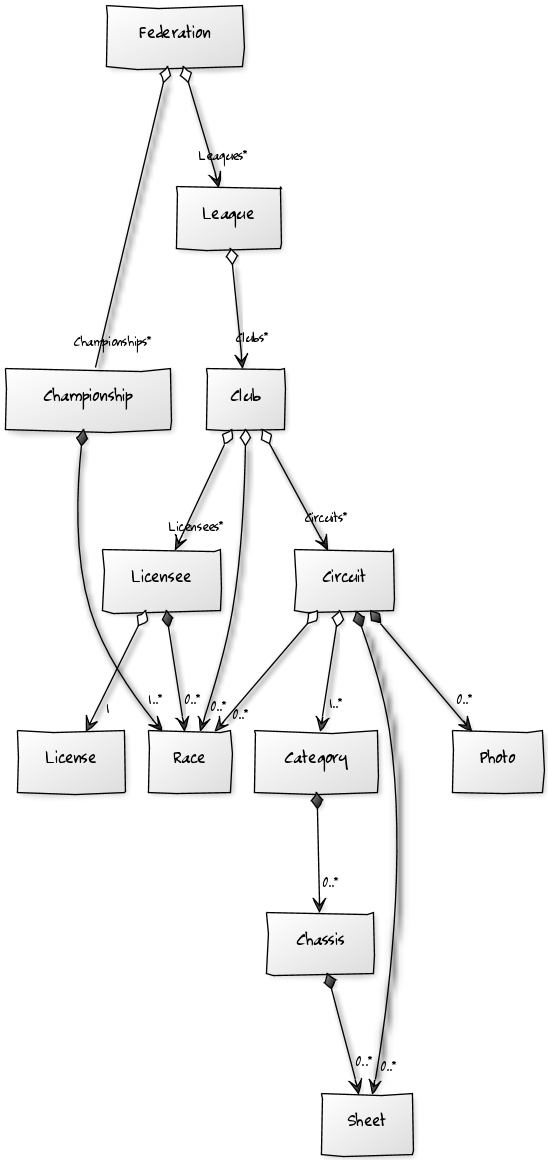 Federation
Leagues*
League
Championships*
Clubs*
Championship
Club
Licensees*
Circuits*
Licensee
Circuit
1
1..*
0..*
0..*
0..*
1..*
0..*
License
Race
Category
Photo
0..*
Chassis
0..*
0..*
Sheet